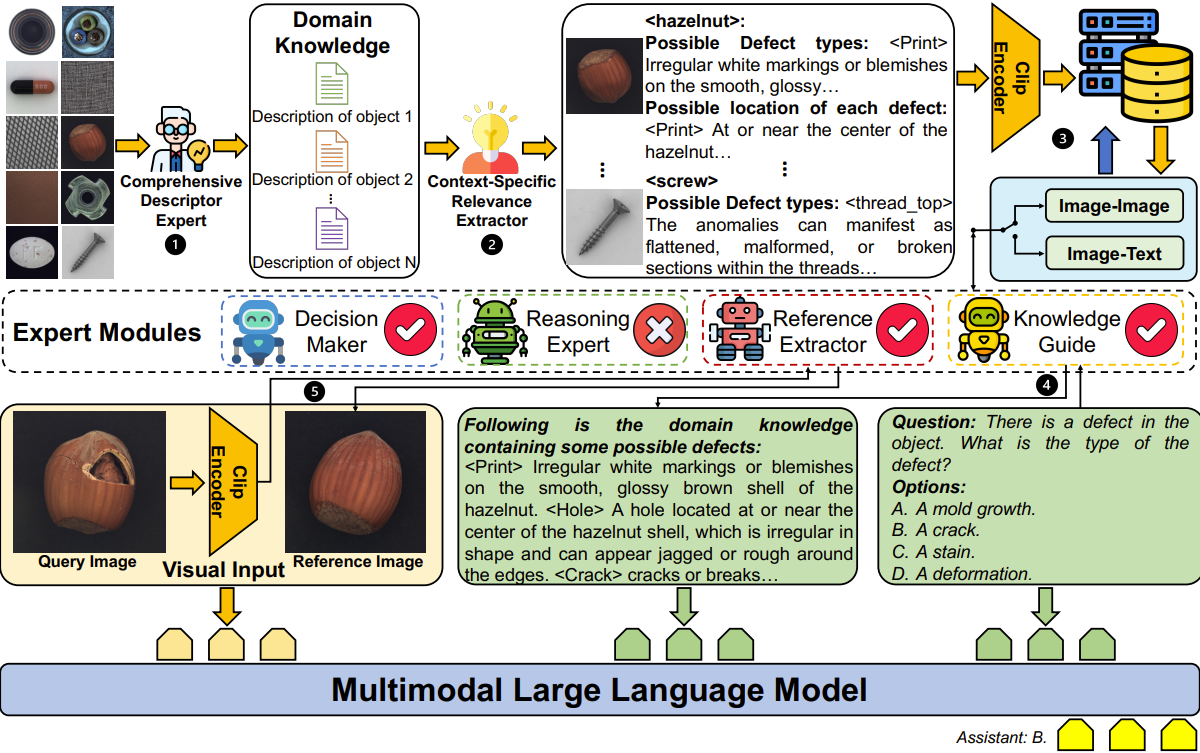 Domain
Knowledge
Description of object 1
Description of object 2
Description of object N
Comprehensive
Descriptor
Expert
1
Context-Specific
Relevance
Extractor
2
<hazelnut>:
Possible Defect types: <Print>
Irregular white markings or blemishes
on the smooth, glossy…
Possible location of each defect:
<Print> At or near the center of the
hazelnut…
<screw>
Possible Defect types: <thread_top>
The anomalies can manifest as
flattened, malformed, or broken
sections within the threads…
Clip
Encoder
3
Image-Image
Image-Text
Expert Modules
Decision
Maker
Reasoning
Expert
Reference
Extractor
Knowledge
Guide
5
4
Clip
Encoder
Query Image
Visual Input
Reference Image
Following is the domain knowledge
containing some possible defects:
<Print> Irregular white markings or blemishes
on the smooth, glossy brown shell of the
hazelnut. <Hole> A hole located at or near the
center of the hazelnut shell, which is irregular in
shape and can appear jagged or rough around
the edges. <Crack> cracks or breaks…
Question: There is a defect in the
object. What is the type of the
defect?
Options:
A. A mold growth.
B. A crack.
C. A stain.
D. A deformation.
Multimodal Large Language Model
Assistant: B.